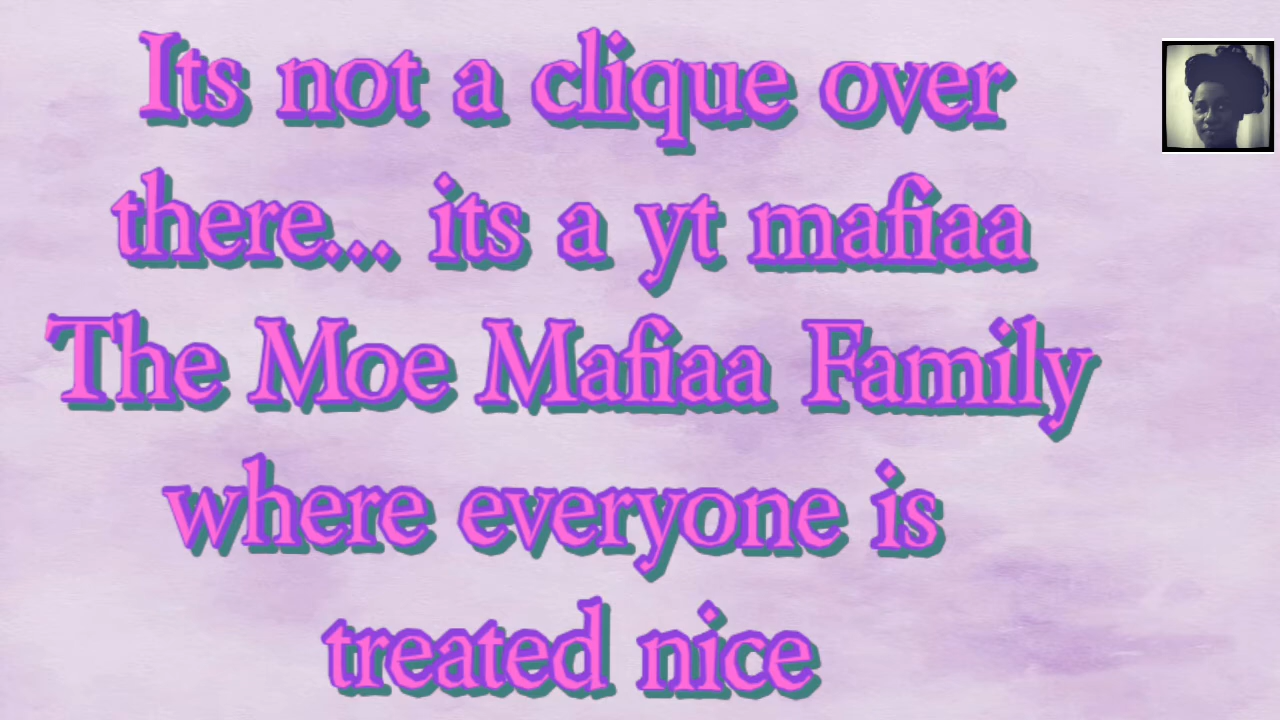 Its not a clique over
there... its a yt mafiaa
The Moe Mafiaa Family
where everyone is
treated nice